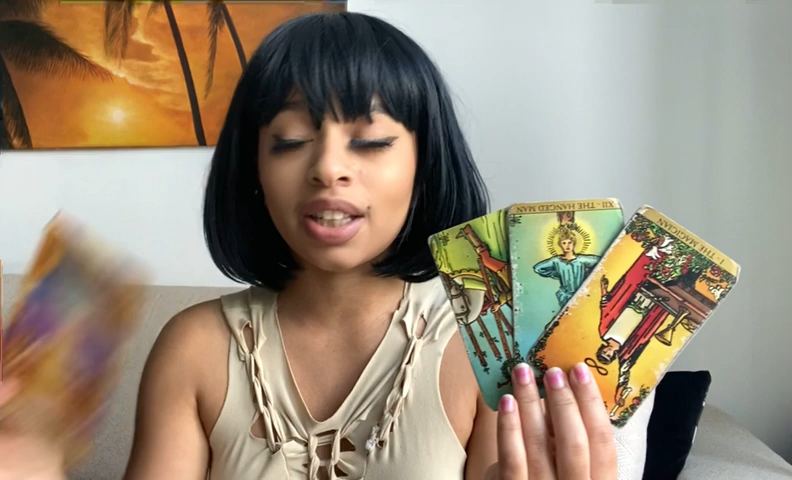 XII - THE HANGED MAN
I - THE MAGICIAN